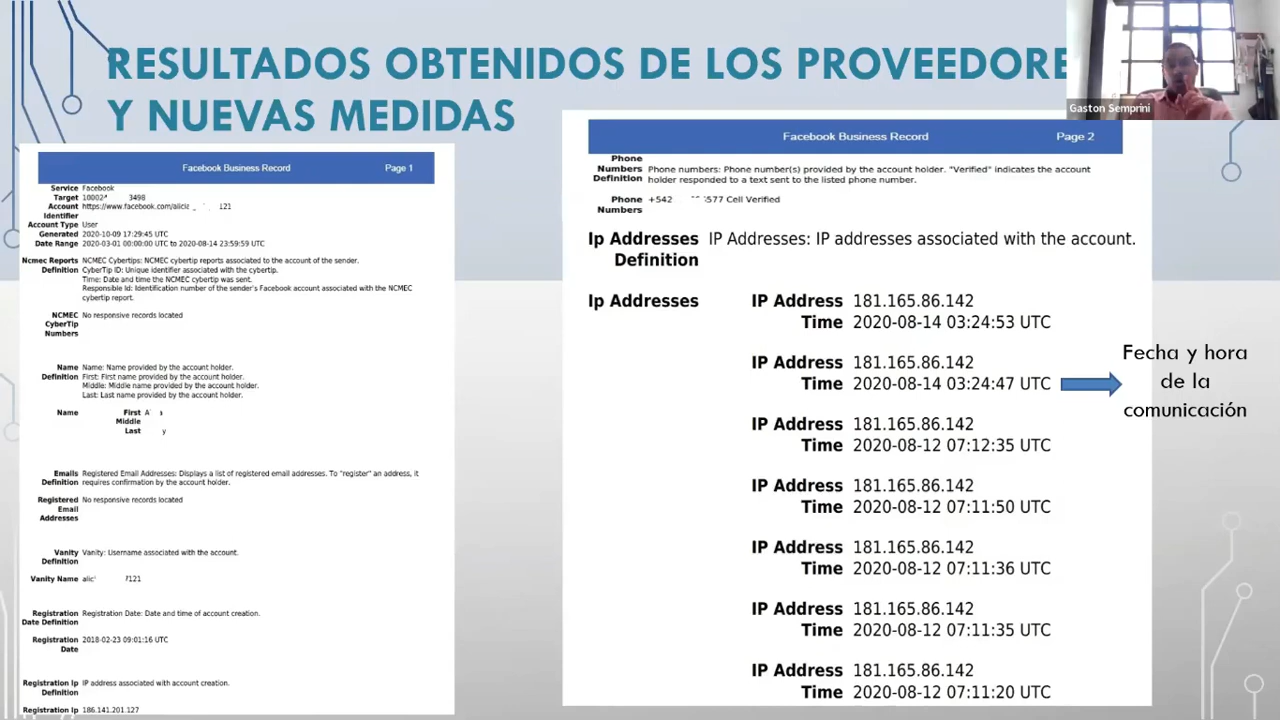 RESULTADOS OBTENIDOS DE LOS PROVEEDORE
Y NUEVAS MEDIDAS
Gaston Semprini
Facebook Business Record Page 1
Service Facebook
Target 10002 3498
Account https://www.facebook.com/alicia 121
Identifier
Account Type User
Generated 2020-10-09 17:29:45 UTC
Date Range 2020-03-01 00:00:00 UTC to 2020-08-14 23:59:59 UTC
Ncmec Reports NCMEC Cybertips: NCMEC cybertip reports associated to the account of the sender.
Definition CyberTip ID: Unique identifier associated with the cybertip.
Time: Date and time the NCMEC cybertip was sent.
Responsible Id: Identification number of the sender's Facebook account associated with the NCMEC
cybertip report.
NCMEC No responsive records located
CyberTip
Numbers
Name Name: Name provided by the account holder.
Definition First: First name provided by the account holder.
Middle: Middle name provided by the account holder.
Last: Last name provided by the account holder.
Name First A
Middle
Last y
Emails Registered Email Addresses: Displays a list of registered email addresses. To "register" an address, it
Definition requires confirmation by the account holder.
Registered No responsive records located
Email
Addresses
Vanity Vanity: Username associated with the account.
Definition
Vanity Name alic 7121
Registration Registration Date: Date and time of account creation.
Date Definition
Registration 2018-02-23 09:01:16 UTC
Date
Registration Ip IP address associated with account creation.
Definition
Registration Ip 186.141.201.127
Facebook Business Record Page 2
Phone
Numbers Phone numbers: Phone number(s) provided by the account holder. "Verified" indicates the account
Definition holder responded to a text sent to the listed phone number.
Phone +542 577 Cell Verified
Numbers
Ip Addresses IP Addresses: IP addresses associated with the account.
Definition
Ip Addresses IP Address 181.165.86.142
Time 2020-08-14 03:24:53 UTC
IP Address 181.165.86.142
Time 2020-08-14 03:24:47 UTC
IP Address 181.165.86.142
Time 2020-08-12 07:12:35 UTC
IP Address 181.165.86.142
Time 2020-08-12 07:11:50 UTC
IP Address 181.165.86.142
Time 2020-08-12 07:11:36 UTC
IP Address 181.165.86.142
Time 2020-08-12 07:11:35 UTC
IP Address 181.165.86.142
Time 2020-08-12 07:11:20 UTC
Fecha y hora
de la
comunicación